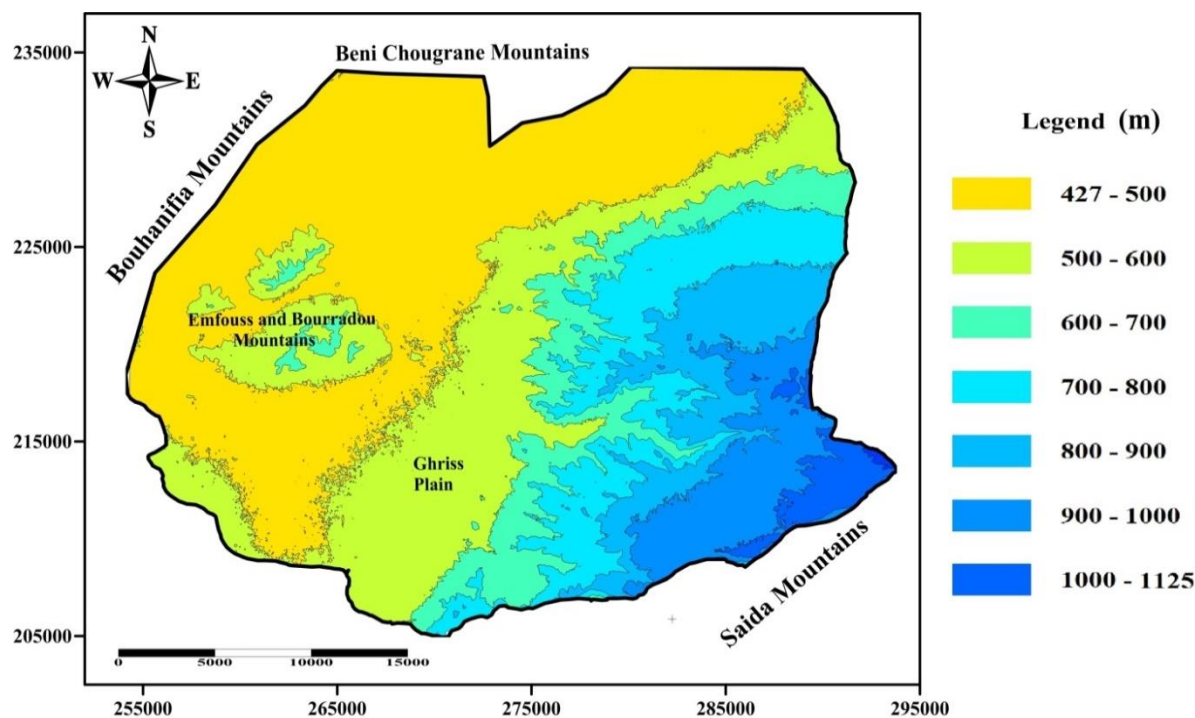 235000
225000
215000
205000
N
W E
S
Beni Chougrane Mountains
Bouhanifia Mountains
Emfouss and Bourradou
Mountains
Ghriss
Plain
Saida Mountains
0 5000 10000 15000
255000 265000 275000 285000 295000
Legend (m)
427 - 500
500 - 600
600 - 700
700 - 800
800 - 900
900 - 1000
1000 - 1125